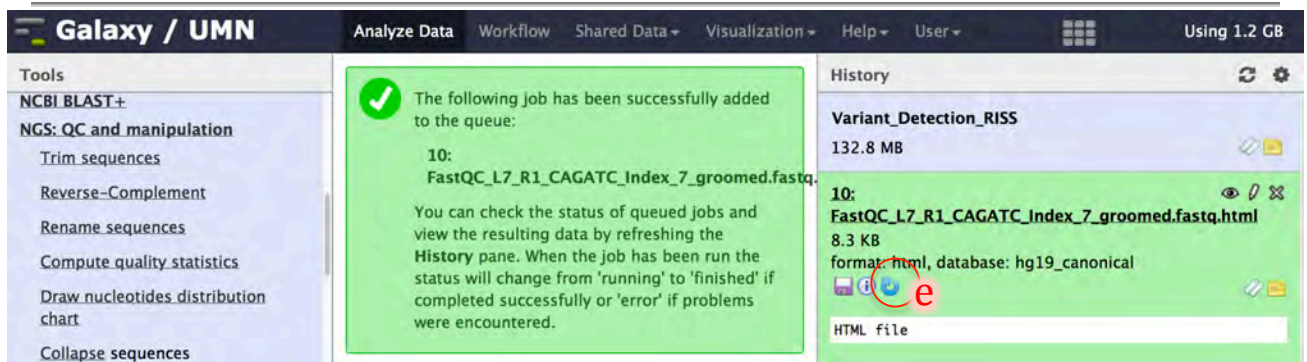 Galaxy / UMN
Analyze Data Workflow Shared Data Visualization Help User Using 1.2 GB
Tools
NCBI BLAST+
NGS: QC and manipulation
Trim sequences
Reverse-Complement
Rename sequences
Compute quality statistics
Draw nucleotides distribution
chart
Collapse sequences
The following job has been successfully added
to the queue:
10:
FastQC_L7_R1_CAGATC_Index_7_groomed.fastq.
You can check the status of queued jobs and
view the resulting data by refreshing the
History pane. When the job has been run the
status will change from 'running' to 'finished' if
completed successfully or 'error' if problems
were encountered.
History
Variant_Detection_RISS
132.8 MB
10:
FastQC_L7_R1_CAGATC_Index_7_groomed.fastq.html
8.3 KB
format: html, database: hg19_canonical
e
HTML file